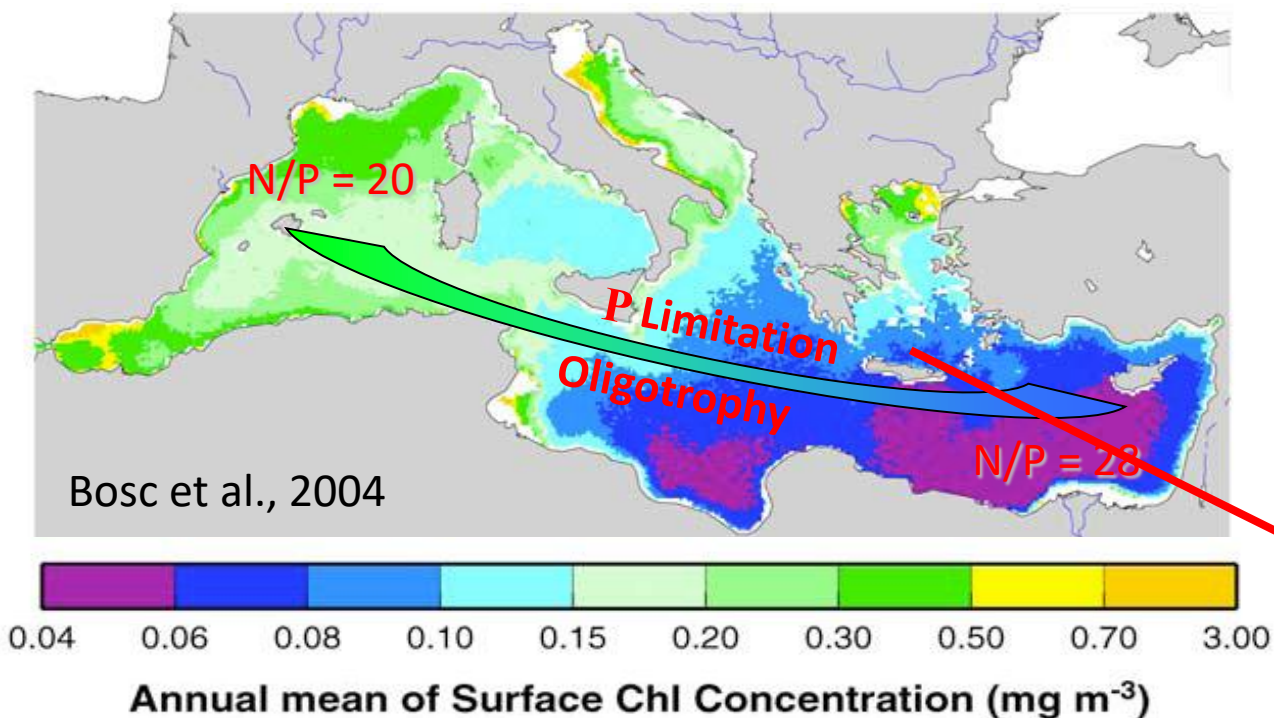 N/P = 20
P Limitation
Oligotrophy
N/P = 28
Bosc et al., 2004
0.04 0.06 0.08 0.10 0.15 0.20 0.30 0.50 0.70 3.00
Annual mean of Surface Chl Concentration (mg m⁻³)